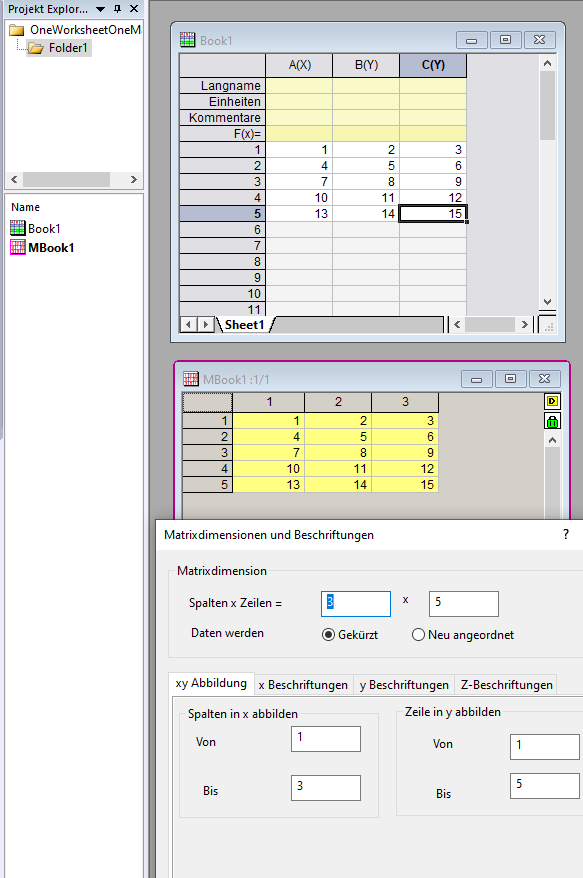 Projekt Explor...
OneWorksheetOneM
Folder1
Name
Book1
MBook1
Book1
A(X) B(Y) C(Y)
Langname
Einheiten
Kommentare
F(x)=
1 1 2 3
2 4 5 6
3 7 8 9
4 10 11 12
5 13 14 15
6
7
8
9
10
11
Sheet1
MBook1 :1/1
1 2 3
D
1 1 2 3
2 4 5 6
3 7 8 9
4 10 11 12
5 13 14 15
Matrixdimensionen und Beschriftungen ?
Matrixdimension
Spalten x Zeilen = 3 x 5
Daten werden Gekürzt Neu angeordnet
xy Abbildung x Beschriftungen y Beschriftungen Z-Beschriftungen
Spalten in x abbilden Zeile in y abbilden
Von 1 Von 1
Bis 3 Bis 5